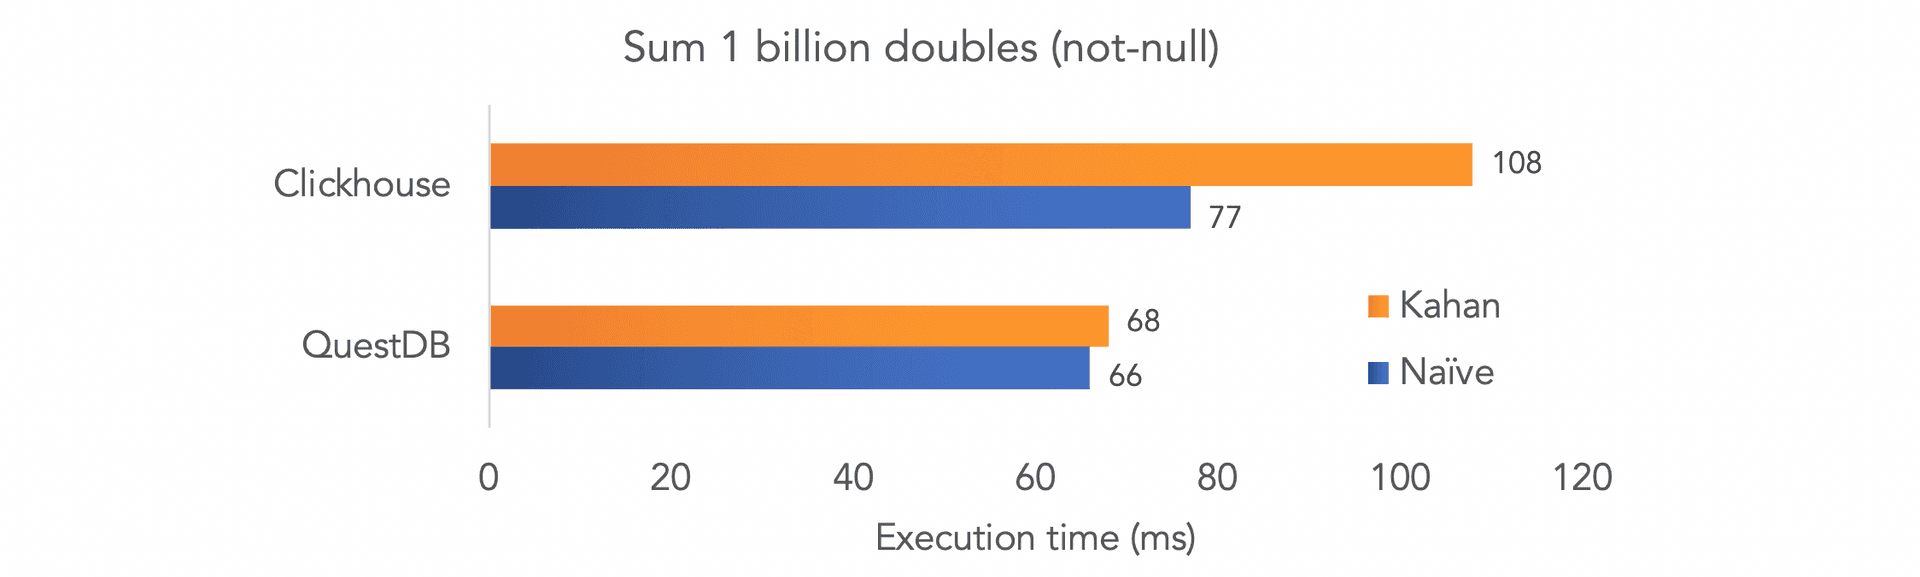 Sum 1 billion doubles (not-null)
Clickhouse
108
77
QuestDB
68
66
Kahan
Naïve
0 20 40 60 80 100 120
Execution time (ms)